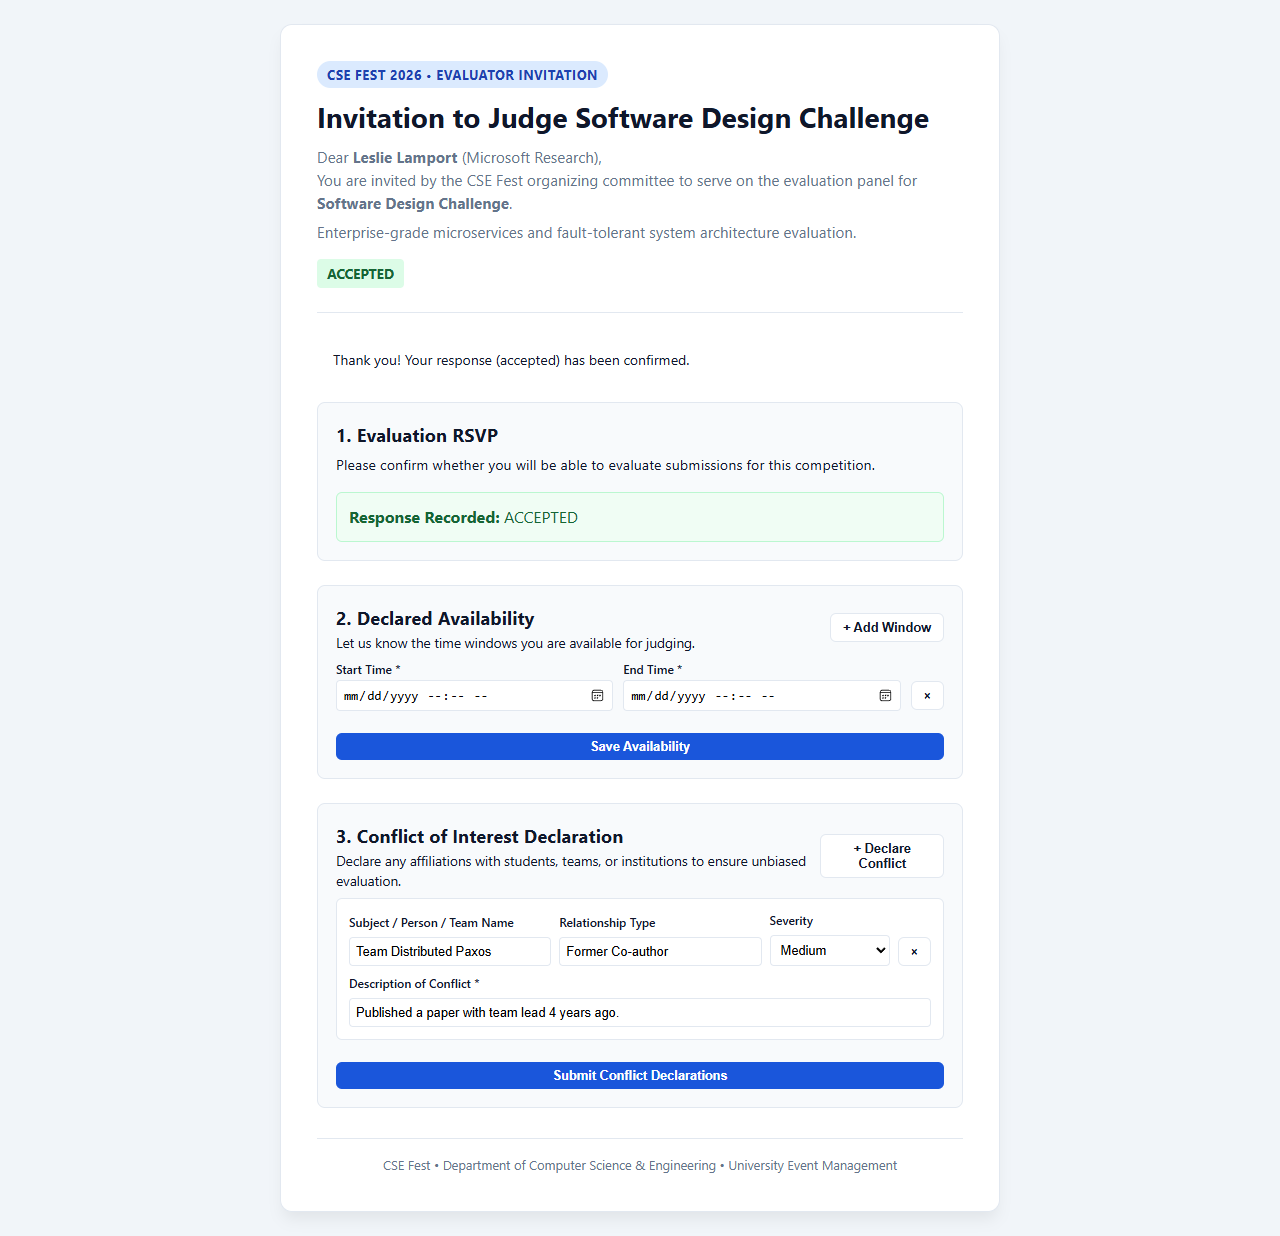 CSE FEST 2026 • EVALUATOR INVITATION
Invitation to Judge Software Design Challenge
Dear Leslie Lamport (Microsoft Research),
You are invited by the CSE Fest organizing committee to serve on the evaluation panel for
Software Design Challenge.
Enterprise-grade microservices and fault-tolerant system architecture evaluation.
ACCEPTED
Thank you! Your response (accepted) has been confirmed.
1. Evaluation RSVP
Please confirm whether you will be able to evaluate submissions for this competition.
Response Recorded: ACCEPTED
2. Declared Availability
Let us know the time windows you are available for judging.
+ Add Window
Start Time *
End Time *
mm/dd/yyyy --:-- --
mm/dd/yyyy --:-- --
×
Save Availability
3. Conflict of Interest Declaration
Declare any affiliations with students, teams, or institutions to ensure unbiased
evaluation.
+ Declare
Conflict
Subject / Person / Team Name
Relationship Type
Severity
Team Distributed Paxos
Former Co-author
Medium
×
Description of Conflict *
Published a paper with team lead 4 years ago.
Submit Conflict Declarations
CSE Fest • Department of Computer Science & Engineering • University Event Management